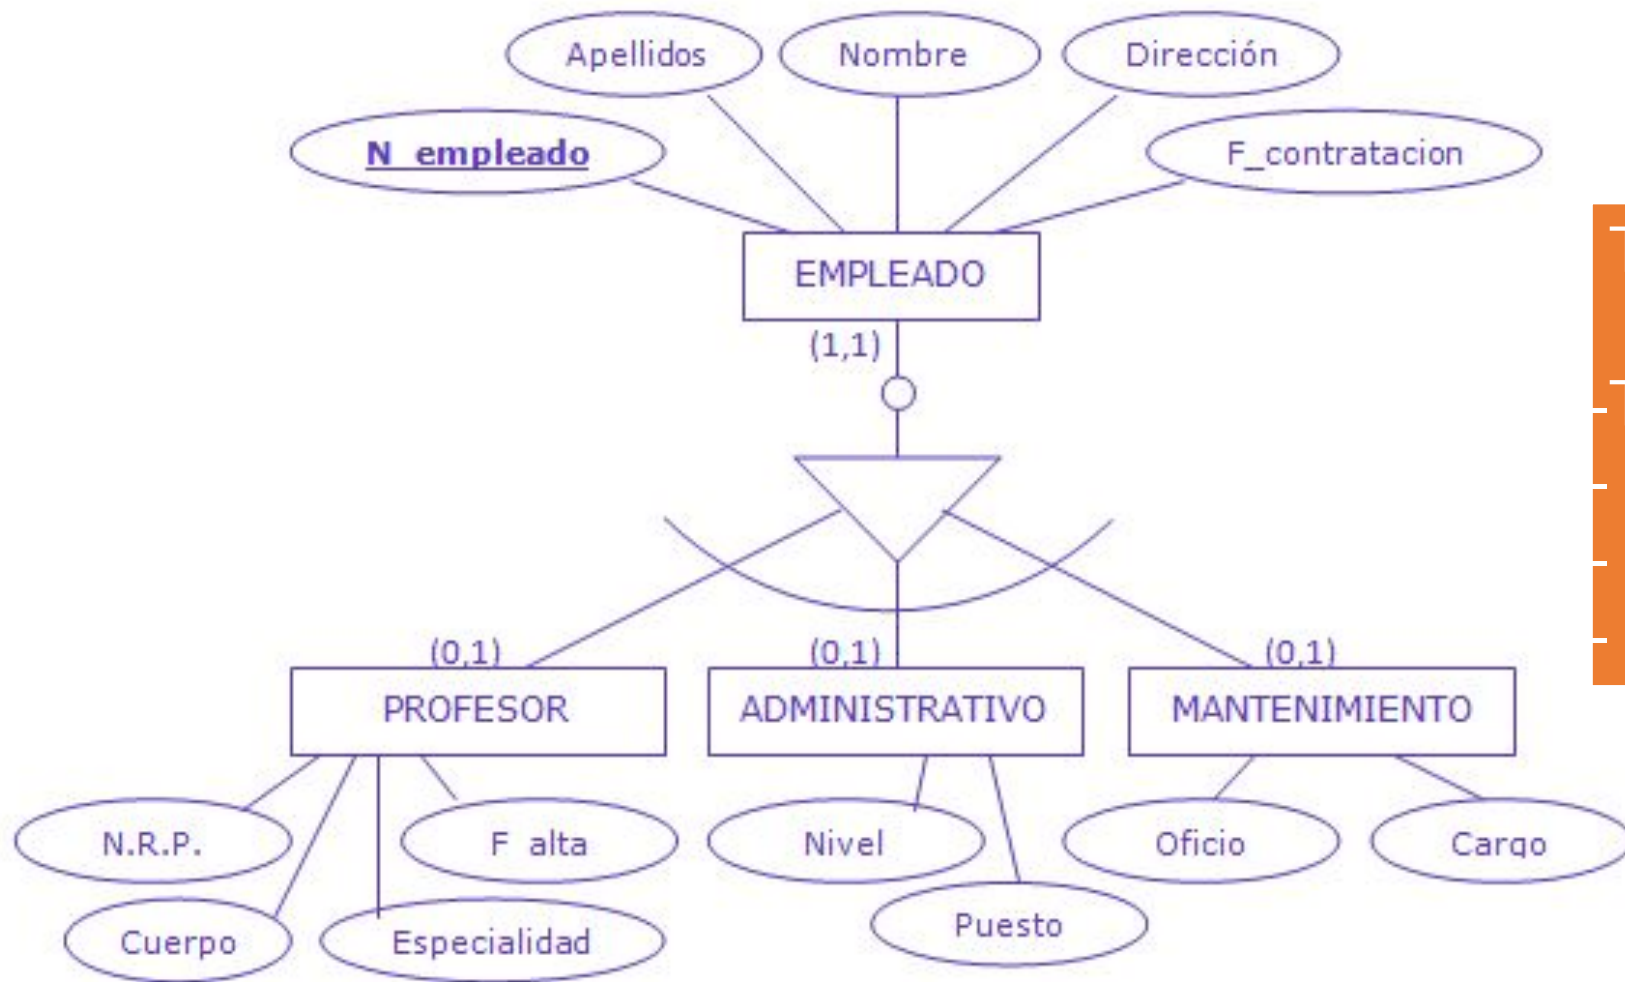 Apellidos
Nombre
Dirección
N_empleado
F_contratacion
EMPLEADO
(1,1)
(0,1)
(0,1)
(0,1)
PROFESOR
ADMINISTRATIVO
MANTENIMIENTO
N.R.P.
F alta
Nivel
Oficio
Cargo
Cuerpo
Especialidad
Puesto